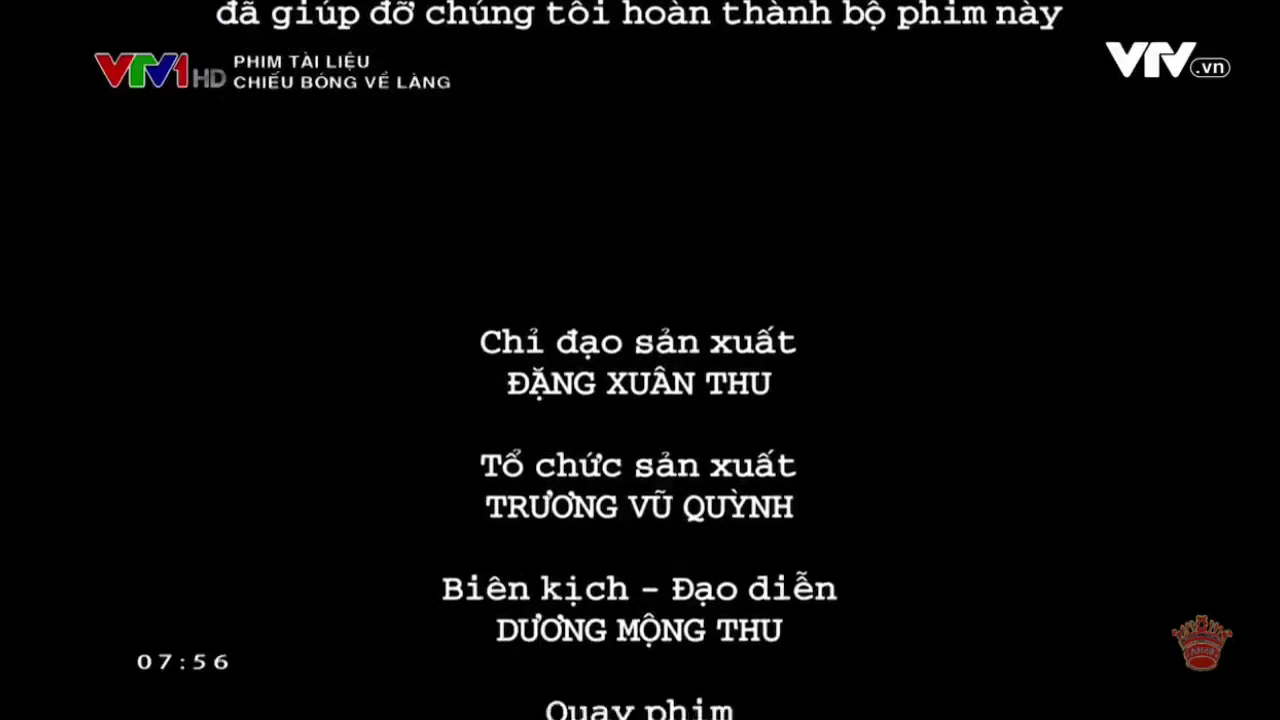 đã giúp đỡ chúng tôi hoàn thành bộ phim này
VTV1 HD
PHIM TÀI LIỆU
CHIẾU BÓNG VỀ LÀNG
VTV.vn
Chỉ đạo sản xuất
ĐẶNG XUÂN THU
Tổ chức sản xuất
TRƯƠNG VŨ QUỲNH
Biên kịch - Đạo diễn
DƯƠNG MỘNG THU
07:56
Quay phim